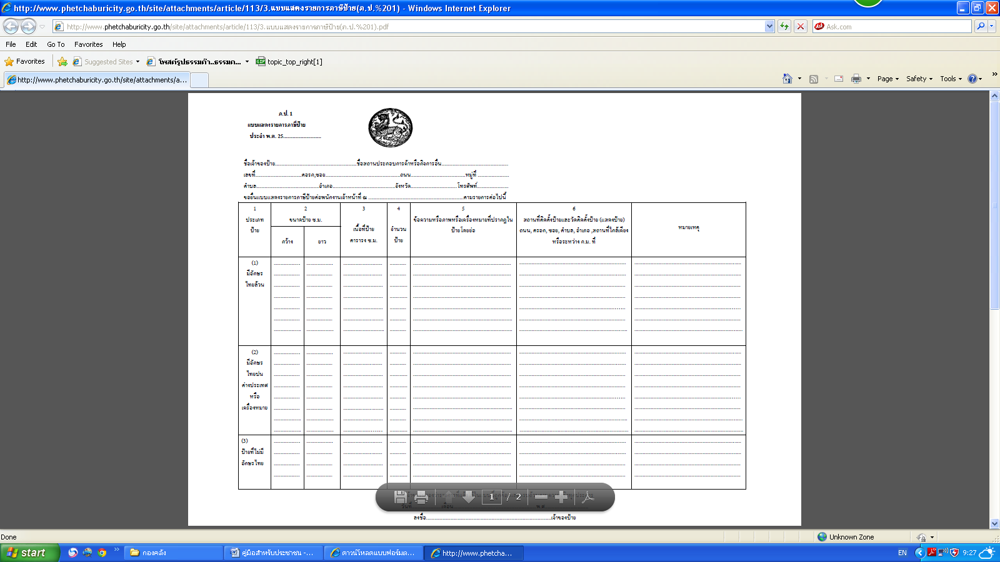 http://www.phetchaburicity.go.th/site/attachments/article/113/3.แบบแสดงรายการภาษีป้าย(ภ.ป.%201) - Windows Internet Explorer
http://www.phetchaburicity.go.th/site/attachments/article/113/3.แบบแสดงรายการภาษีป้าย(ภ.ป.%201).pdf
Ask Ask.com
File Edit Go To Favorites Help
Favorites Suggested Sites โพสต์รูปธรรมค๊า..ธรรมค... GIF topic_top_right[1]
http://www.phetchaburicity.go.th/site/attachments/a...
Page Safety Tools
ภ.ป. 1
แบบแสดงรายการภาษีป้าย
ประจำ พ.ศ. 25............................
ชื่อเจ้าของป้าย............................ชื่อสถานประกอบการค้าหรือกิจการอื่น............................
เลขที่............................ตรอก,ซอย............................ถนน............................หมู่ที่ ......................
ตำบล............................อำเภอ............................จังหวัด............................โทรศัพท์......................
ขอยื่นแบบแสดงรายการภาษีป้ายต่อพนักงานเจ้าหน้าที่ ณ ............................ตามรายการต่อไปนี้
1 2 3 4 5 6
ประเภท
ป้าย
ขนาดป้าย ซ.ม.
กว้าง ยาว
เนื้อที่ป้าย
ตาราง ซ.ม.
จำนวน
ป้าย
ข้อความหรือภาพหรือเครื่องหมายที่ปรากฏใน
ป้ายโดยย่อ
สถานที่ติดตั้งป้ายและวัดติดตั้งป้าย (แสดงป้าย)
ถนน, ตรอก, ซอย, ตำบล, อำเภอ ,สถานที่ใกล้เคียง
หรือระหว่าง ก.ม. ที่
หมายเหตุ
(1)
มีอักษร
ไทยล้วน
(2)
มีอักษร
ไทยปน
ต่างประเทศ
หรือ
เครื่องหมาย
(3)
ป้ายที่ไม่มี
อักษรไทย
1 / 2
ลงชื่อ............................เจ้าของป้าย
Done Unknown Zone
start กองคลัง คู่มือสำหรับประชาชน -... ดาวน์โหลดแบบฟอร์มต... http://www.phetcha... EN 9:27